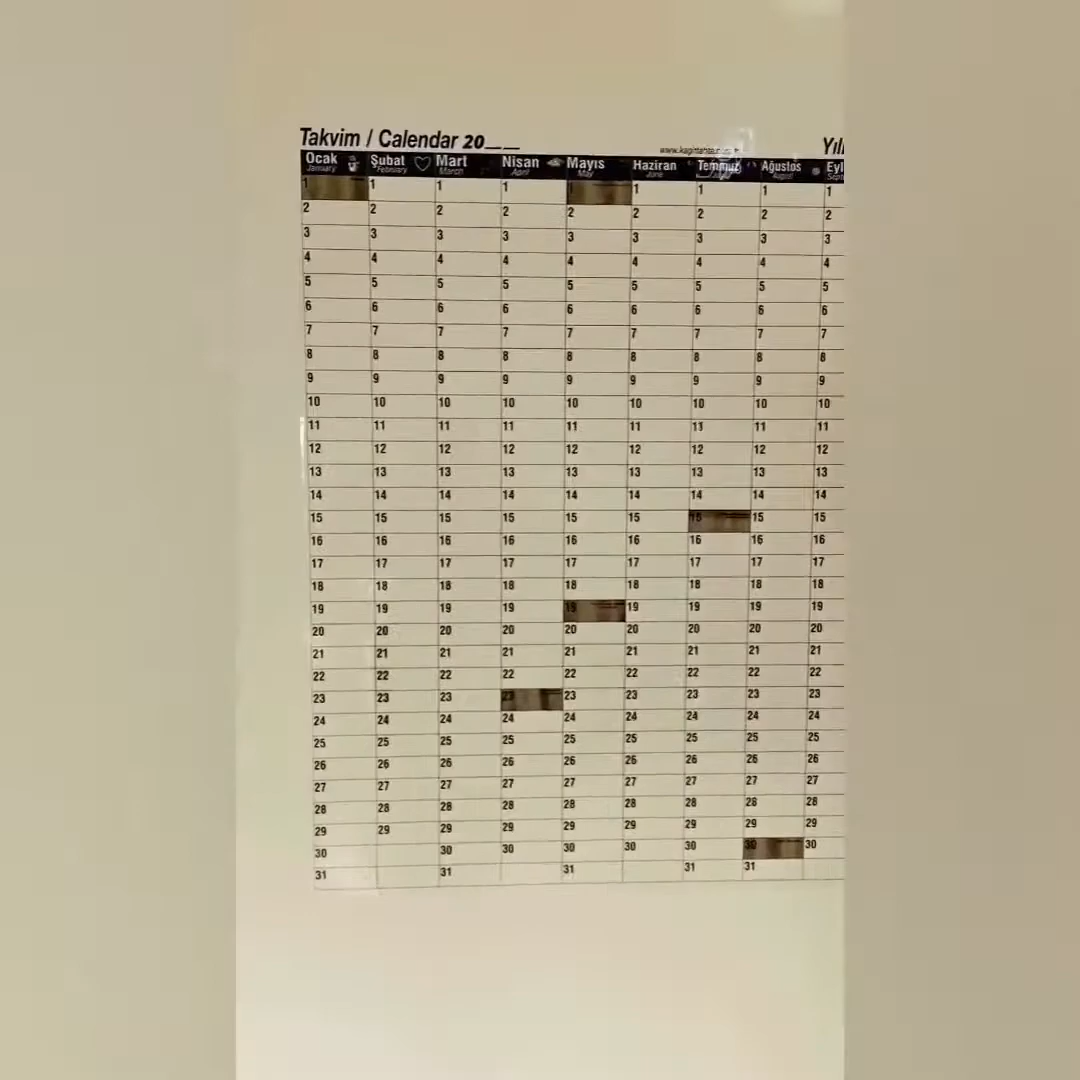 Takvim / Calendar 20__ Yıl
Ocak Şubat Mart Nisan Mayıs Haziran Temmuz Ağustos Eyl
January February March April May June August Sept
1 1 1 1 1 1 1 1 1
2 2 2 2 2 2 2 2 2
3 3 3 3 3 3 3 3 3
4 4 4 4 4 4 4 4 4
5 5 5 5 5 5 5 5 5
6 6 6 6 6 6 6 6 6
7 7 7 7 7 7 7 7 7
8 8 8 8 8 8 8 8 8
9 9 9 9 9 9 9 9 9
10 10 10 10 10 10 10 10 10
11 11 11 11 11 11 11 11 11
12 12 12 12 12 12 12 12 12
13 13 13 13 13 13 13 13 13
14 14 14 14 14 14 14 14 14
15 15 15 15 15 15 15 15 15
16 16 16 16 16 16 16 16 16
17 17 17 17 17 17 17 17 17
18 18 18 18 18 18 18 18 18
19 19 19 19 19 19 19 19 19
20 20 20 20 20 20 20 20 20
21 21 21 21 21 21 21 21 21
22 22 22 22 22 22 22 22 22
23 23 23 23 23 23 23 23 23
24 24 24 24 24 24 24 24 24
25 25 25 25 25 25 25 25 25
26 26 26 26 26 26 26 26 26
27 27 27 27 27 27 27 27 27
28 28 28 28 28 28 28 28 28
29 29 29 29 29 29 29 29 29
30 30 30 30 30 30 30 30
31 31 31 31 31